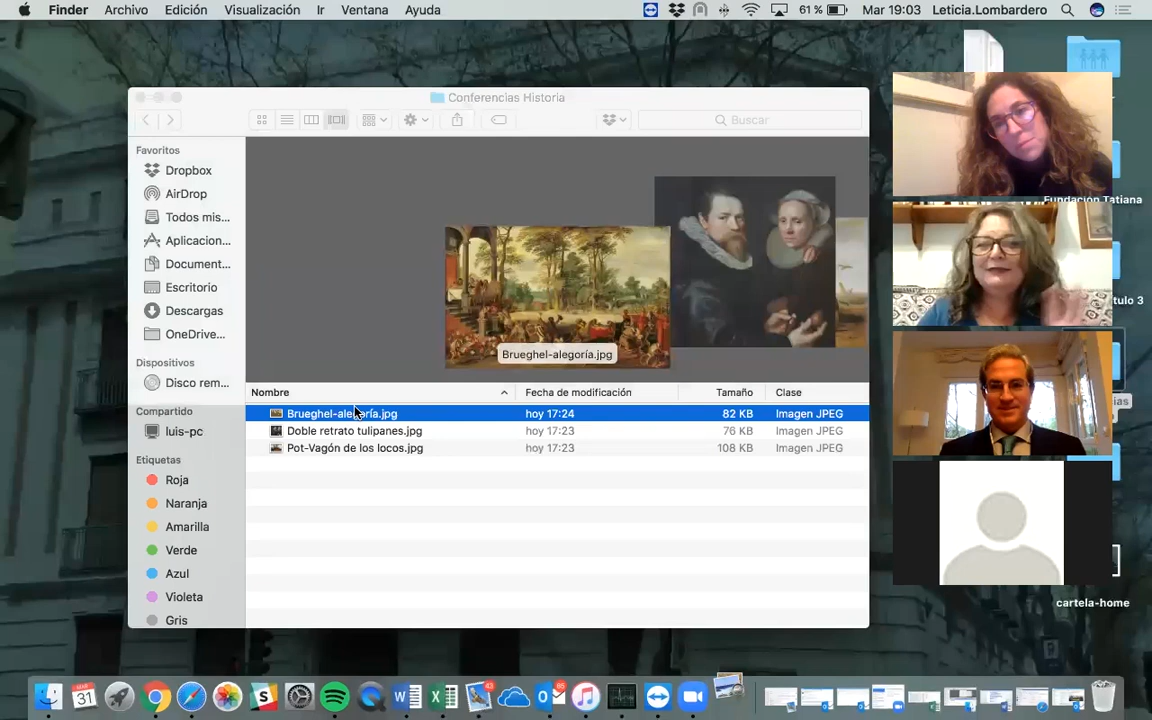 Finder Archivo Edición Visualización Ir Ventana Ayuda 61 % Mar 19:03 Leticia.Lombardero
Conferencias Historia
Buscar
Favoritos
Dropbox
AirDrop
Todos mis...
Aplicacion...
Document...
Escritorio
Descargas
OneDrive...
Dispositivos
Disco rem...
Compartido
luis-pc
Etiquetas
Roja
Naranja
Amarilla
Verde
Azul
Violeta
Gris
Brueghel-alegoría.jpg
Nombre Fecha de modificación Tamaño Clase
Brueghel-alegoría.jpg hoy 17:24 82 KB Imagen JPEG
Doble retrato tulipanes.jpg hoy 17:23 76 KB Imagen JPEG
Pot-Vagón de los locos.jpg hoy 17:23 108 KB Imagen JPEG
Fundación Tatiana
tulo 3
ias
cartela-home
31